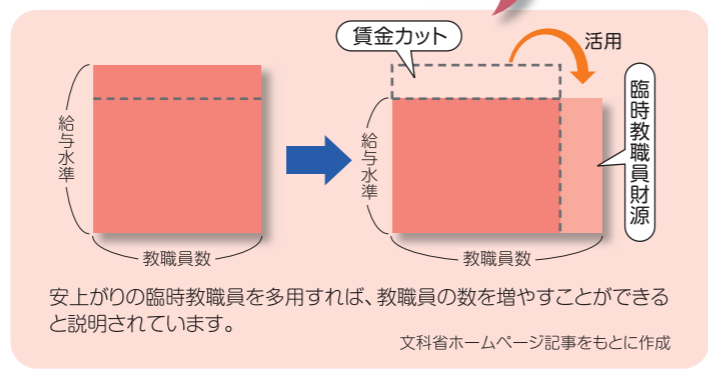 賃金カット
活用
給与水準
教職員数
給与水準
教職員数
臨時教職員財源
安上がりの臨時教職員を多用すれば、教職員の数を増やすことができる
と説明されています。
文科省ホームページ記事をもとに作成